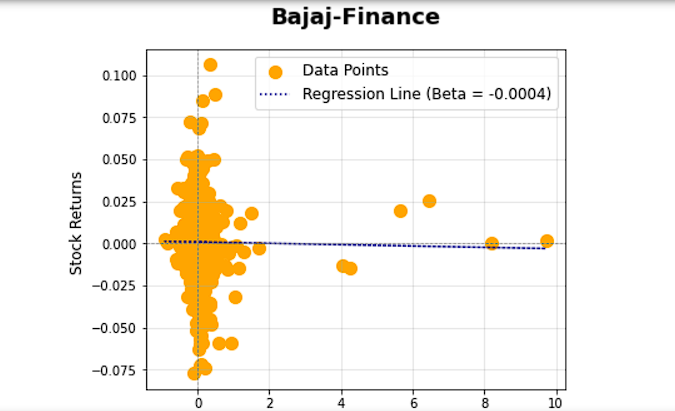 Bajaj-Finance
Data Points
Regression Line (Beta = -0.0004)
Stock Returns
0.100
0.075
0.050
0.025
0.000
−0.025
−0.050
−0.075
0 2 4 6 8 10